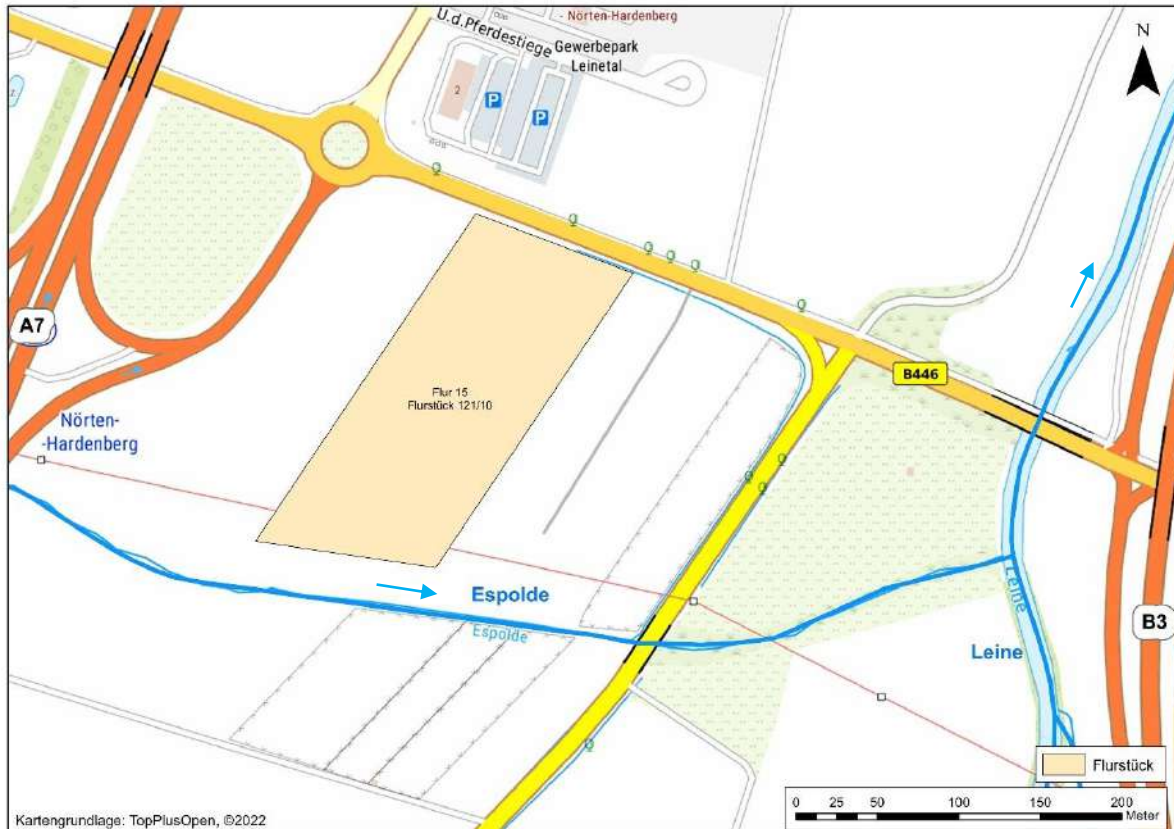 Nörten-Hardenberg
N
U.d.Pferdestiege
Gewerbepark
Leinetal
2
P
P
A7
B446
Flur 15
Flurstück 121/10
Nörten-
-Hardenberg
Espolde
Espolde
Leine
Leine
B3
Flurstück
0 25 50 100 150 200
Meter
Kartengrundlage: TopPlusOpen, ©2022